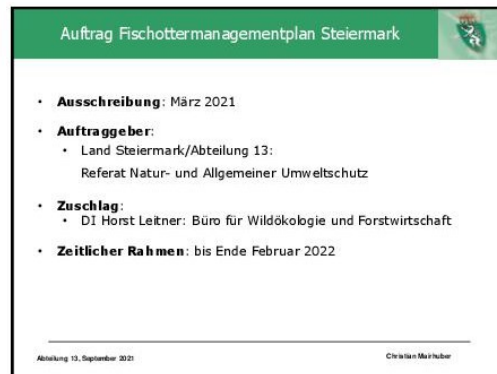 Auftrag Fischottermanagementplan Steiermark
• Ausschreibung: März 2021
• Auftraggeber:
• Land Steiermark/Abteilung 13:
Referat Natur- und Allgemeiner Umweltschutz
• Zuschlag:
• DI Horst Leitner: Büro für Wildökologie und Forstwirtschaft
• Zeitlicher Rahmen: bis Ende Februar 2022
Abteilung 13, September 2021
Christian Mairhuber